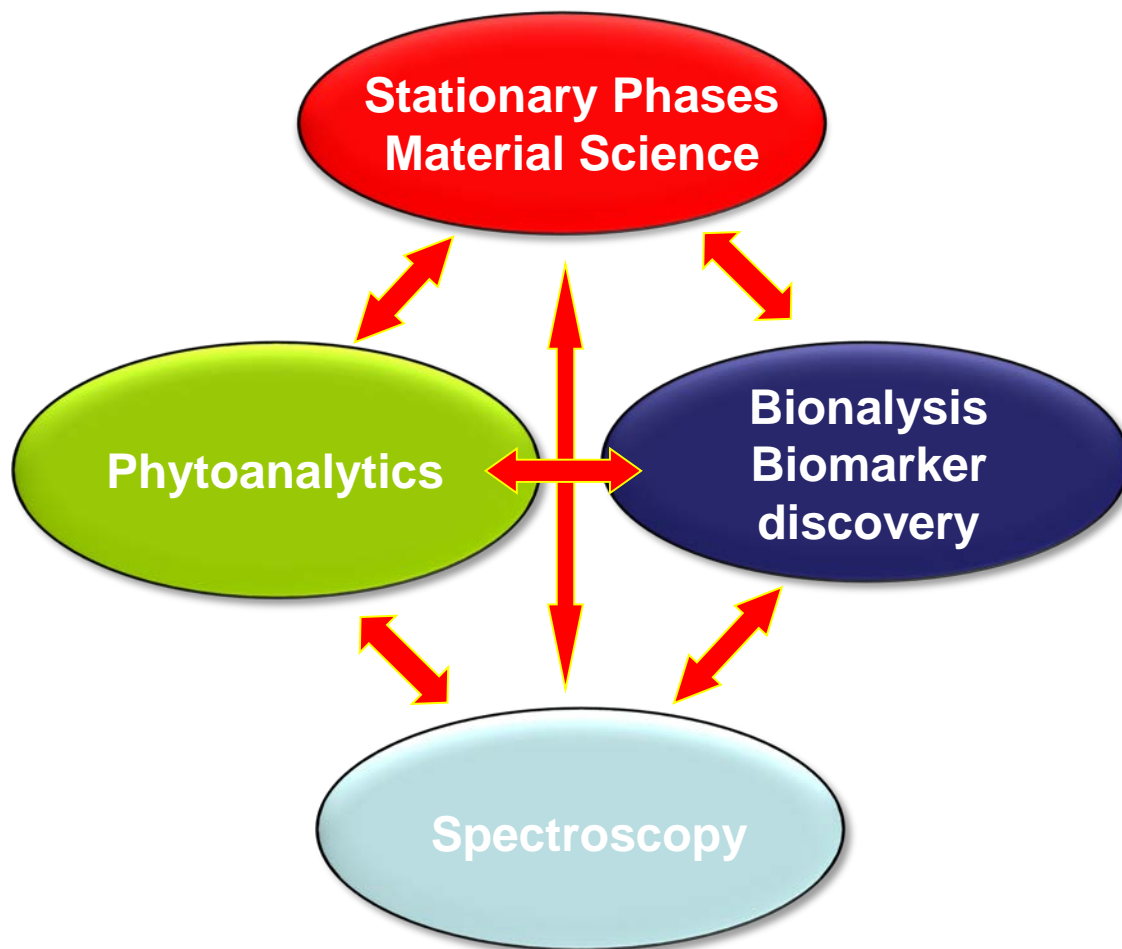 Stationary Phases
Material Science
Phytoanalytics
Bionalysis
Biomarker
discovery
Spectroscopy